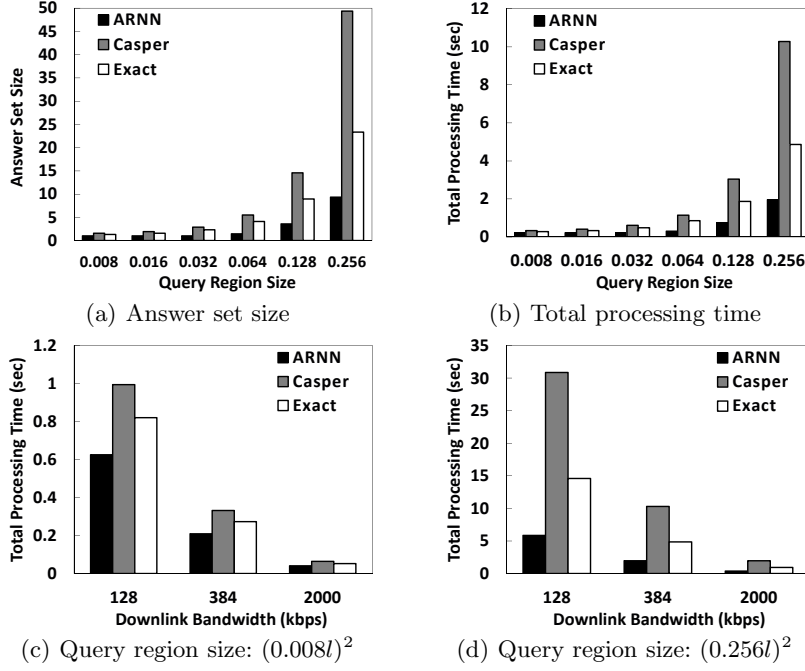 50
45
40
35
30
25
20
15
10
5
0
Answer Set Size
ARNN
Casper
Exact
0.008 0.016 0.032 0.064 0.128 0.256
Query Region Size
(a) Answer set size
12
10
8
6
4
2
0
Total Processing Time (sec)
ARNN
Casper
Exact
0.008 0.016 0.032 0.064 0.128 0.256
Query Region Size
(b) Total processing time
1.2
1
0.8
0.6
0.4
0.2
0
Total Processing Time (sec)
ARNN
Casper
Exact
128 384 2000
Downlink Bandwidth (kbps)
(c) Query region size: (0.008l)²
35
30
25
20
15
10
5
0
Total Processing Time (sec)
ARNN
Casper
Exact
128 384 2000
Downlink Bandwidth (kbps)
(d) Query region size: (0.256l)²